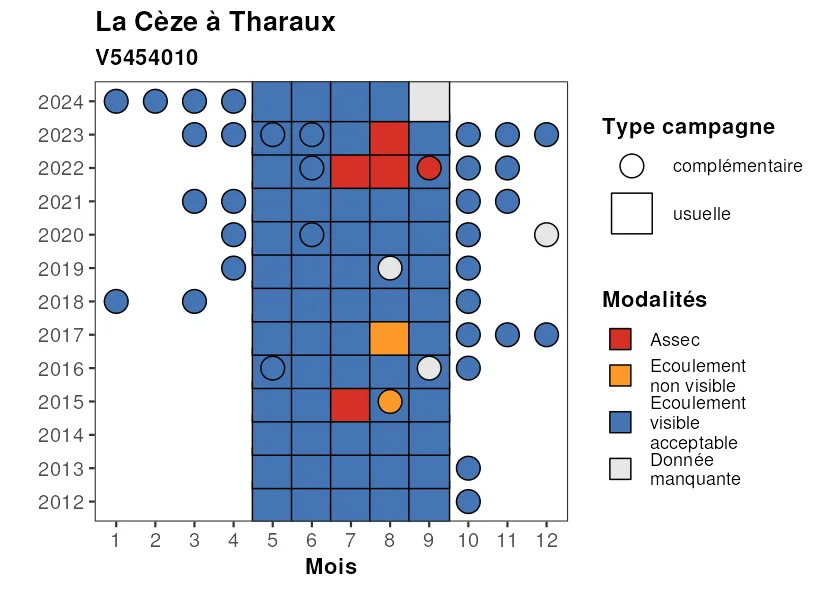 La Cèze à Tharaux
V5454010
2024
2023
2022
2021
2020
2019
2018
2017
2016
2015
2014
2013
2012
1 2 3 4 5 6 7 8 9 10 11 12
Mois
Type campagne
complémentaire
usuelle
Modalités
Assec
Ecoulement
non visible
Ecoulement
visible
acceptable
Donnée
manquante